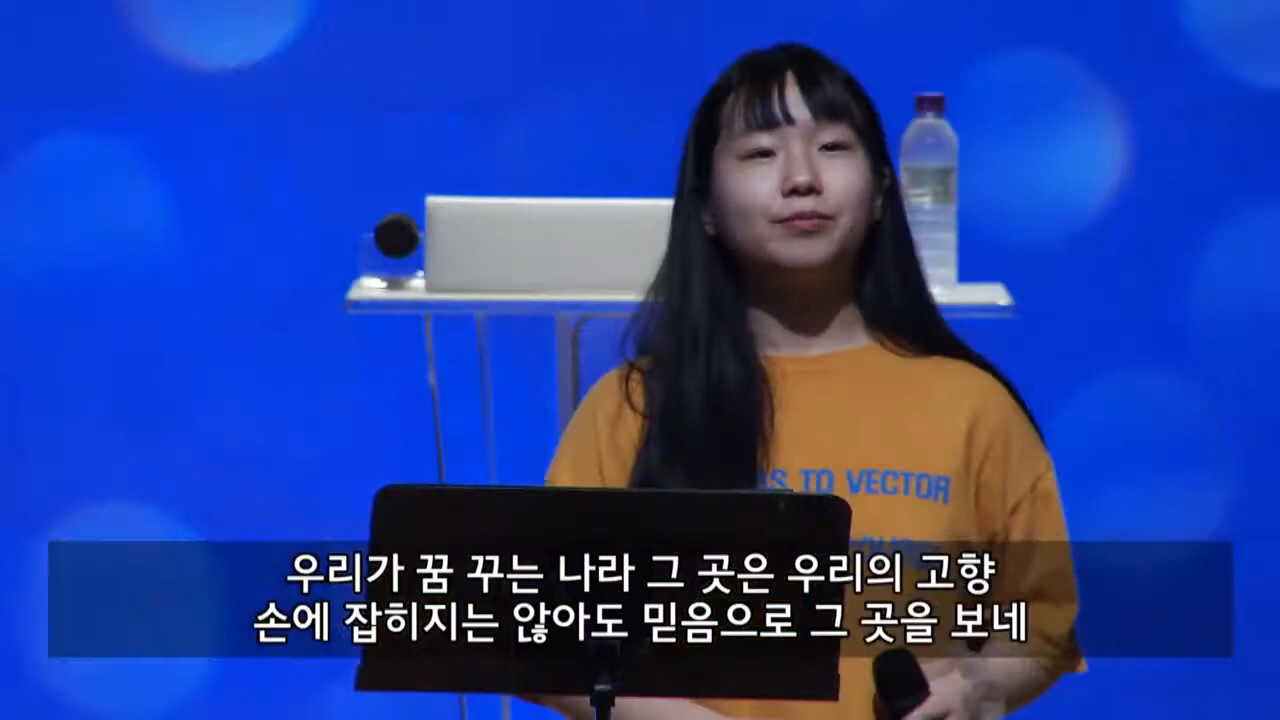 TO VECTOR
우리가 꿈 꾸는 나라 그 곳은 우리의 고향
손에 잡히지는 않아도 믿음으로 그 곳을 보네